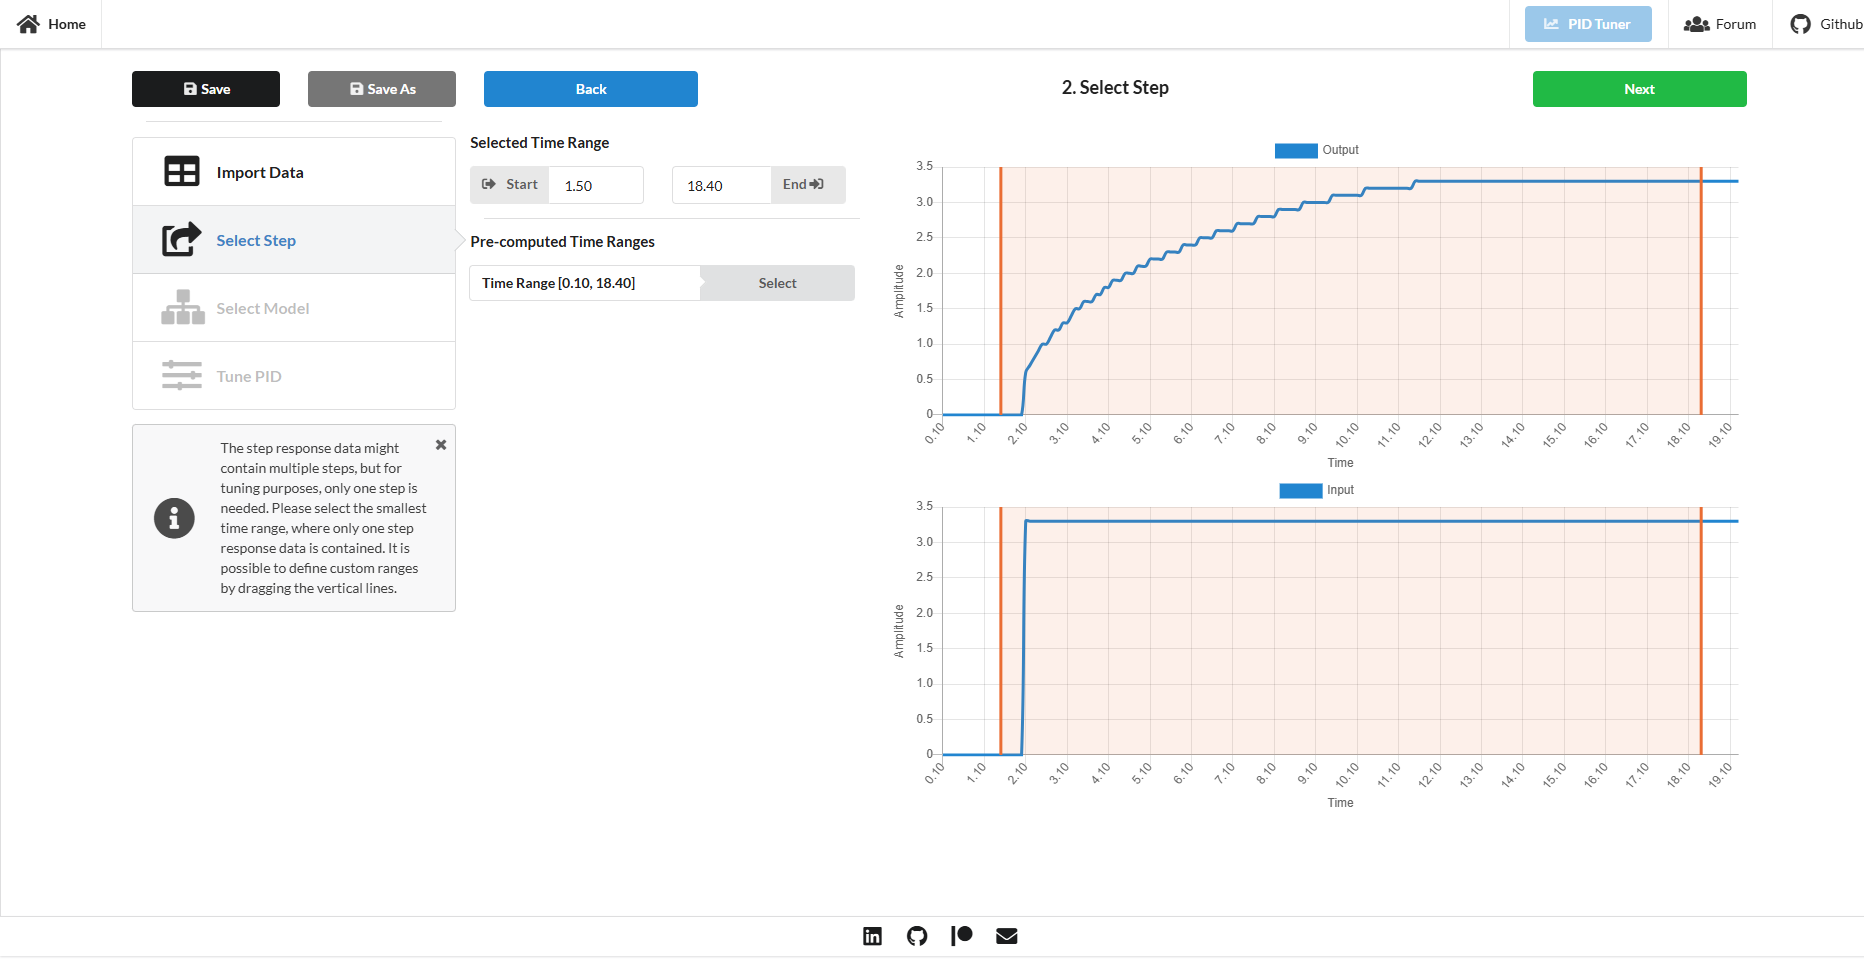 Home
PID Tuner
Forum
Github
Save
Save As
Back
2. Select Step
Next
Import Data
Select Step
Select Model
Tune PID
The step response data might
contain multiple steps, but for
tuning purposes, only one step is
needed. Please select the smallest
time range, where only one step
response data is contained. It is
possible to define custom ranges
by dragging the vertical lines.
Selected Time Range
Start 1.50 18.40 End
Pre-computed Time Ranges
Time Range [0.10, 18.40] Select
Output
3.5
3.0
2.5
2.0
1.5
1.0
0.5
0
Amplitude
0.10 1.10 2.10 3.10 4.10 5.10 6.10 7.10 8.10 9.10 10.10 11.10 12.10 13.10 14.10 15.10 16.10 17.10 18.10 19.10
Time
Input
3.5
3.0
2.5
2.0
1.5
1.0
0.5
0
Amplitude
0.10 1.10 2.10 3.10 4.10 5.10 6.10 7.10 8.10 9.10 10.10 11.10 12.10 13.10 14.10 15.10 16.10 17.10 18.10 19.10
Time